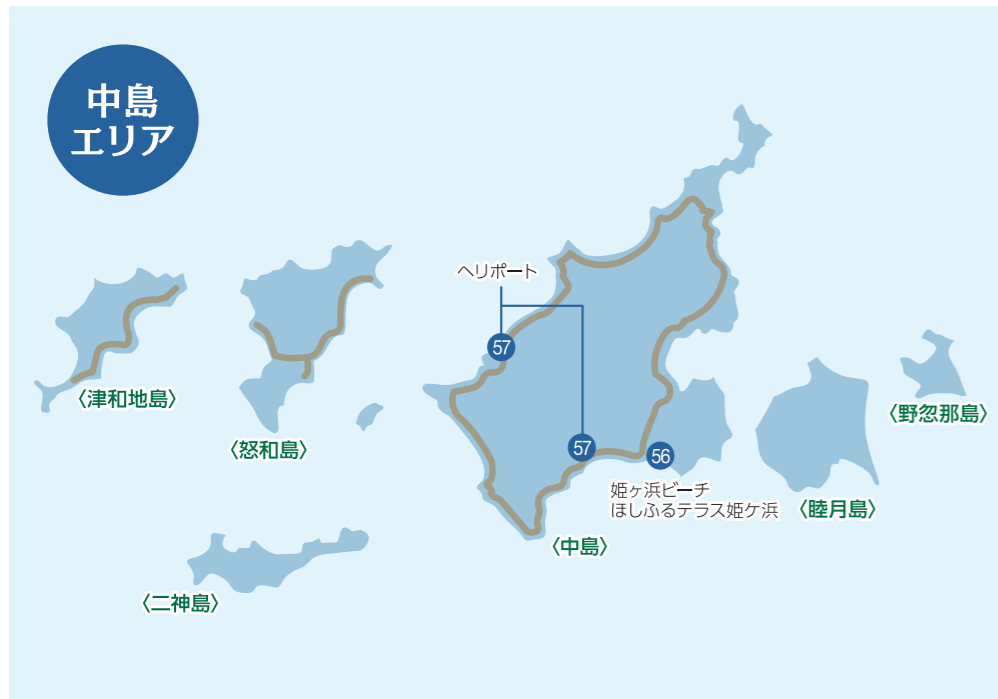 中島
エリア
ヘリポート
57
57
56
姫ヶ浜ビーチ
ほしふるテラス姫ケ浜
〈津和地島〉
〈怒和島〉
〈二神島〉
〈中島〉
〈睦月島〉
〈野忽那島〉